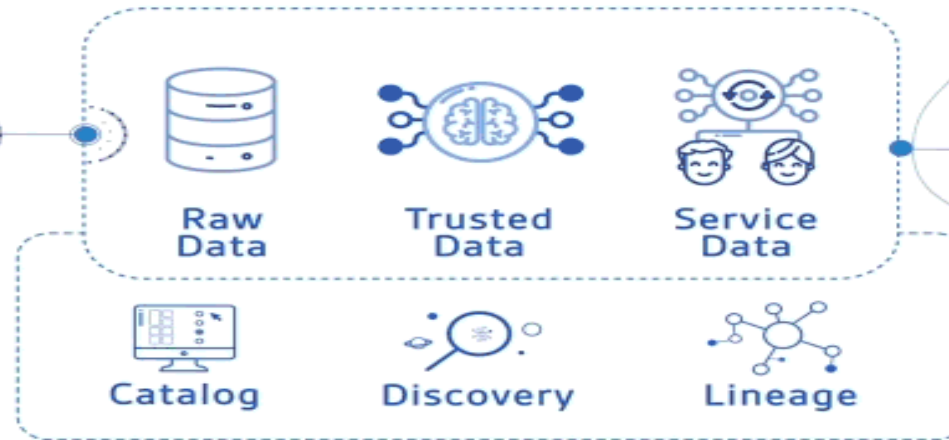 Raw
Data
Trusted
Data
Service
Data
Catalog
Discovery
Lineage